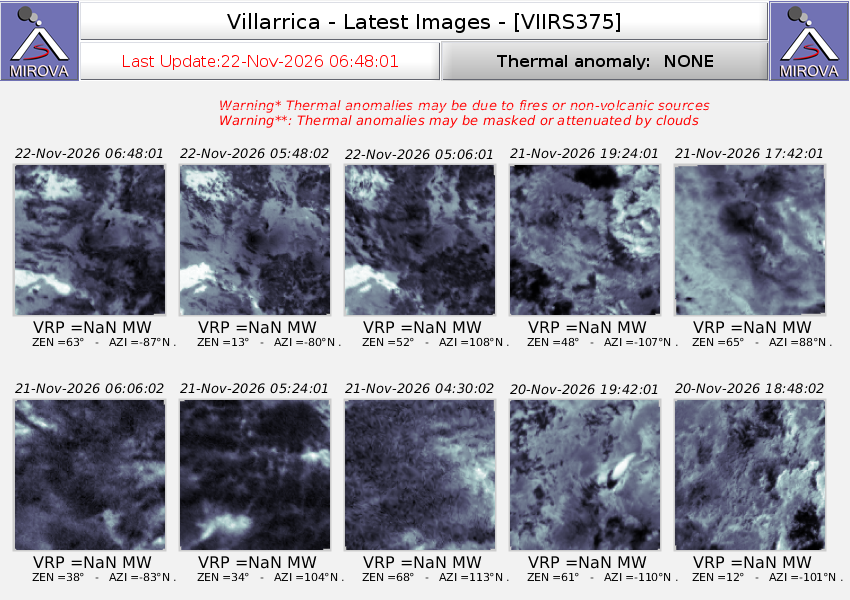 Villarrica - Latest Images - [VIIRS375]
MIROVA
Last Update:22-Nov-2026 06:48:01
Thermal anomaly: NONE
MIROVA
Warning* Thermal anomalies may be due to fires or non-volcanic sources
Warning**: Thermal anomalies may be masked or attenuated by clouds
22-Nov-2026 06:48:01 22-Nov-2026 05:48:02 22-Nov-2026 05:06:01 21-Nov-2026 19:24:01 21-Nov-2026 17:42:01
VRP =NaN MW VRP =NaN MW VRP =NaN MW VRP =NaN MW VRP =NaN MW
ZEN =63° - AZI =-87°N . ZEN =13° - AZI =-80°N . ZEN =52° - AZI =108°N . ZEN =48° - AZI =-107°N . ZEN =65° - AZI =88°N .
21-Nov-2026 06:06:02 21-Nov-2026 05:24:01 21-Nov-2026 04:30:02 20-Nov-2026 19:42:01 20-Nov-2026 18:48:02
VRP =NaN MW VRP =NaN MW VRP =NaN MW VRP =NaN MW VRP =NaN MW
ZEN =38° - AZI =-83°N . ZEN =34° - AZI =104°N . ZEN =68° - AZI =113°N . ZEN =61° - AZI =-110°N . ZEN =12° - AZI =-101°N .